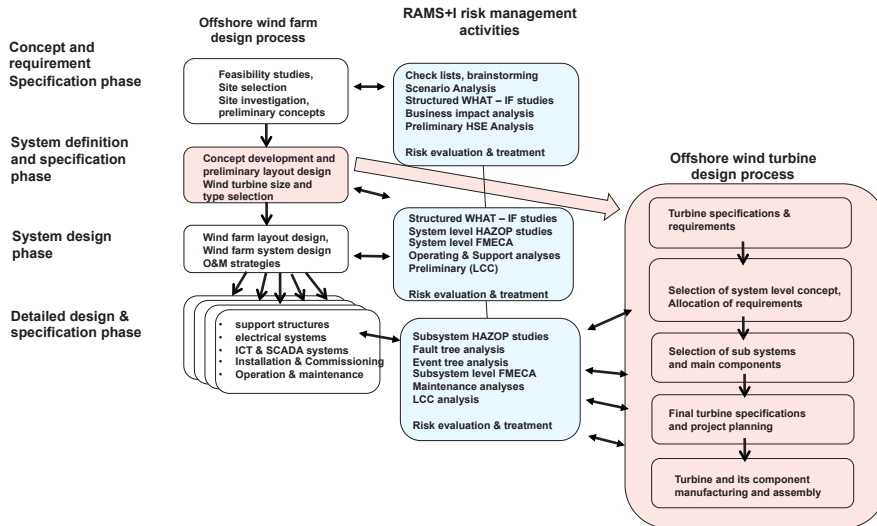 Offshore wind farm
design process
RAMS+I risk management
activities
Concept and
requirement
Specification phase
Feasibility studies,
Site selection
Site investigation,
preliminary concepts
Check lists, brainstorming
Scenario Analysis
Structured WHAT – IF studies
Business impact analysis
Preliminary HSE Analysis
Risk evaluation & treatment
System definition
and specification
phase
Concept development and
preliminary layout design
Wind turbine size and
type selection
Offshore wind turbine
design process
System design
phase
Wind farm layout design,
Wind farm system design
O&M strategies
Structured WHAT – IF studies
System level HAZOP studies
System level FMECA
Operating & Support analyses
Preliminary (LCC)
Risk evaluation & treatment
Turbine specifications &
requirements
Selection of system level concept,
Allocation of requirements
Selection of sub systems
and main components
Final turbine specifications
and project planning
Turbine and its component
manufacturing and assembly
Detailed design &
specification phase
• support structures
• electrical systems
• ICT & SCADA systems
• Installation & Commissioning
• Operation & maintenance
Subsystem HAZOP studies
Fault tree analysis
Event tree analysis
Subsystem level FMECA
Maintenance analyses
LCC analysis
Risk evaluation & treatment